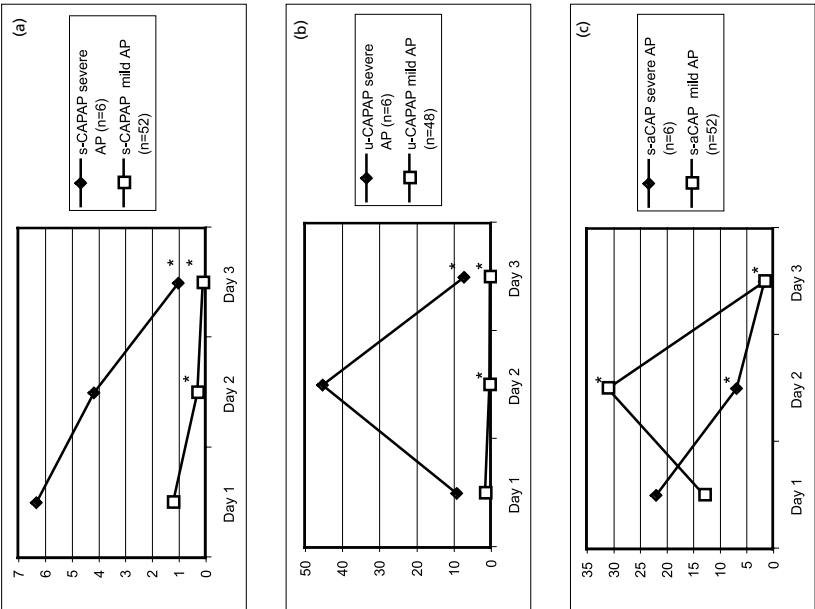 (a)
s-CAPAP severe
AP (n=6)
s-CAPAP mild AP
(n=52)
7
6
5
4
3
2
1
0
*
*
*
Day 1
Day 2
Day 3
(b)
u-CAPAP severe
AP (n=6)
u-CAPAP mild AP
(n=48)
50
40
30
20
10
0
*
*
*
Day 1
Day 2
Day 3
(c)
s-aCAP severe AP
(n=6)
s-aCAP mild AP
(n=52)
35
30
25
20
15
10
5
0
*
*
*
Day 1
Day 2
Day 3